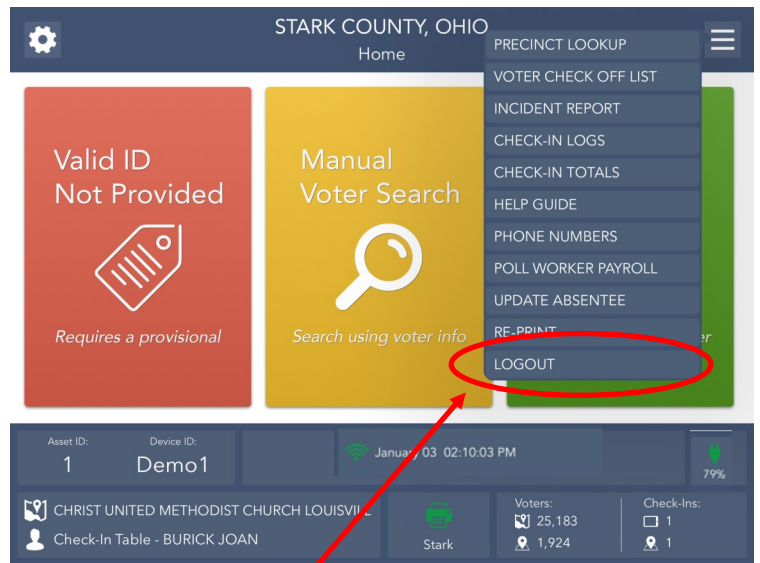 STARK COUNTY, OHIO
Home
PRECINCT LOOKUP
VOTER CHECK OFF LIST
INCIDENT REPORT
CHECK-IN LOGS
CHECK-IN TOTALS
HELP GUIDE
PHONE NUMBERS
POLL WORKER PAYROLL
UPDATE ABSENTEE
RE-PRINT
LOGOUT
Valid ID
Not Provided
Requires a provisional
Manual
Voter Search
Search using voter info
Asset ID:
1
Device ID:
Demo1
January 03 02:10:03 PM
79%
CHRIST UNITED METHODIST CHURCH LOUISVILLE
Check-In Table - BURICK JOAN
Stark
Voters:
25,183
1,924
Check-Ins:
1
1